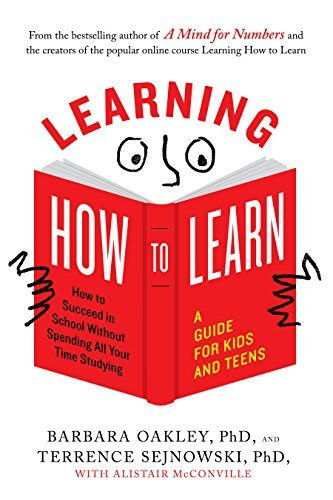 From the bestselling author of A Mind for Numbers and
the creators of the popular online course Learning How to Learn
LEARNING
HOW TO LEARN
How to
Succeed in
School Without
Spending All Your
Time Studying
A
GUIDE
FOR KIDS
AND TEENS
BARBARA OAKLEY, PhD, AND
TERRENCE SEJNOWSKI, PhD,
WITH ALISTAIR McCONVILLE